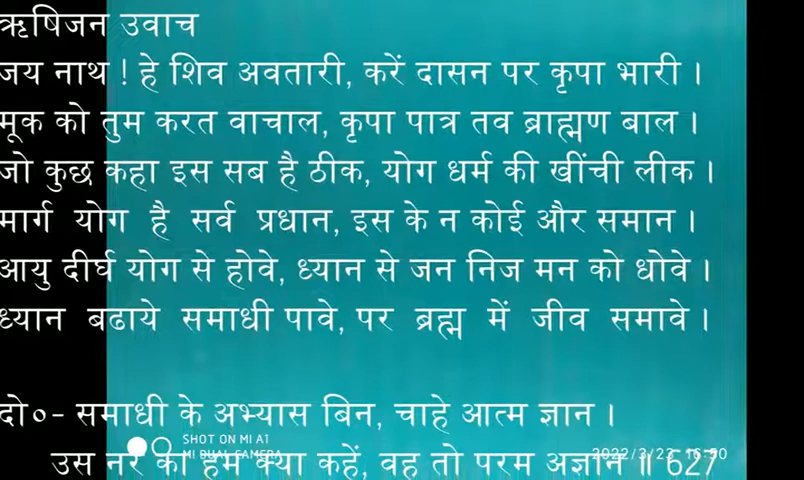 ऋषिजन उवाच
जय नाथ ! हे शिव अवतारी, करें दासन पर कृपा भारी ।
मूक को तुम करत वाचाल, कृपा पात्र तव ब्राह्मण बाल ।
जो कुछ कहा इस सब है ठीक, योग धर्म की खींची लीक ।
मार्ग योग है सर्व प्रधान, इस के न कोई और समान ।
आयु दीर्घ योग से होवे, ध्यान से जन निज मन को धोवे ।
ध्यान बढाये समाधी पावे, पर ब्रह्म में जीव समावे ।
दो०- समाधी के अभ्यास बिन, चाहे आत्म ज्ञान ।
SHOT ON MI A1
MI DUAL CAMERA
2022/3/23 16:50
उस नर को हम क्या कहें, वह तो परम अज्ञान ॥ 627